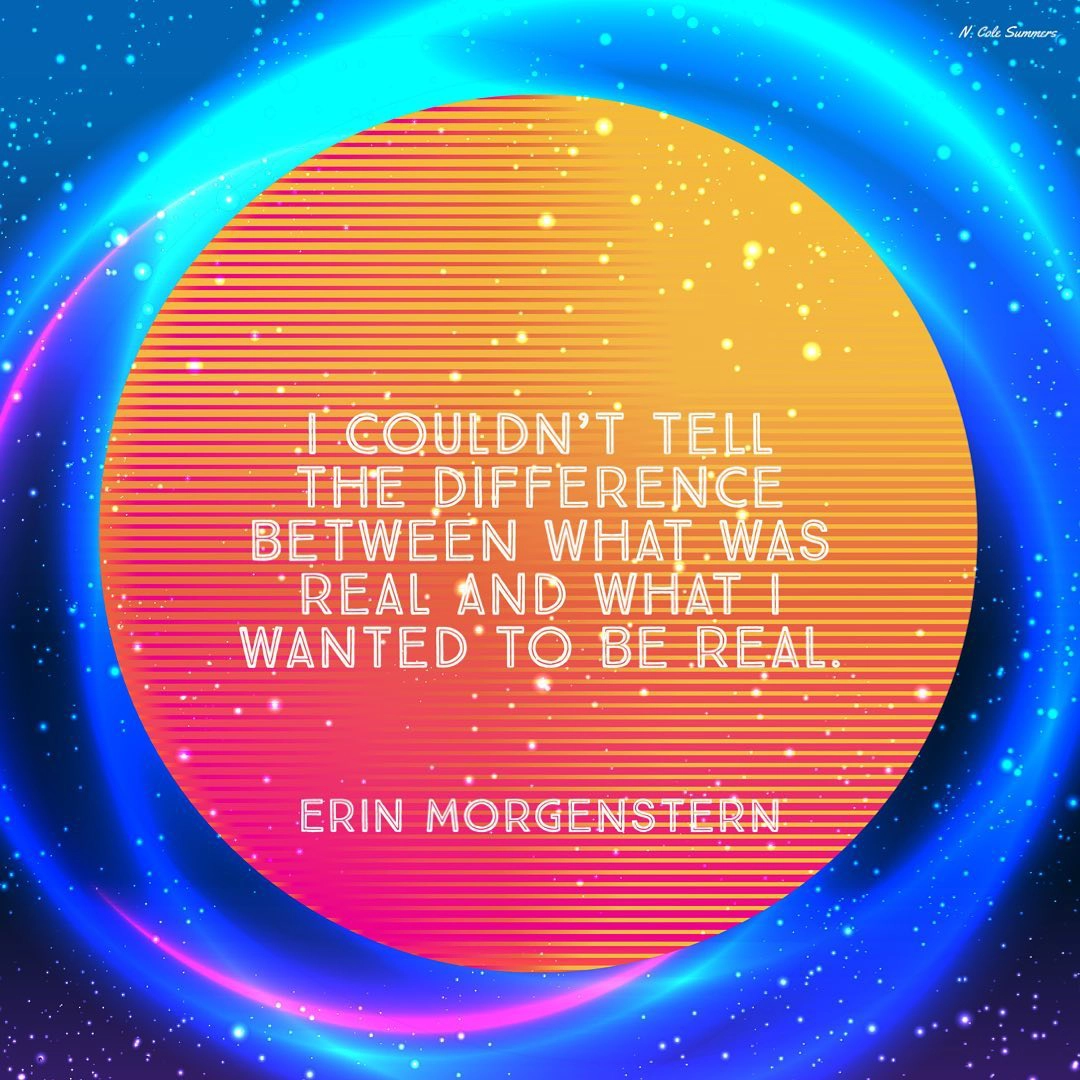 N. Cole Summers
I COULDN'T TELL
THE DIFFERENCE
BETWEEN WHAT WAS
REAL AND WHAT I
WANTED TO BE REAL.
ERIN MORGENSTERN